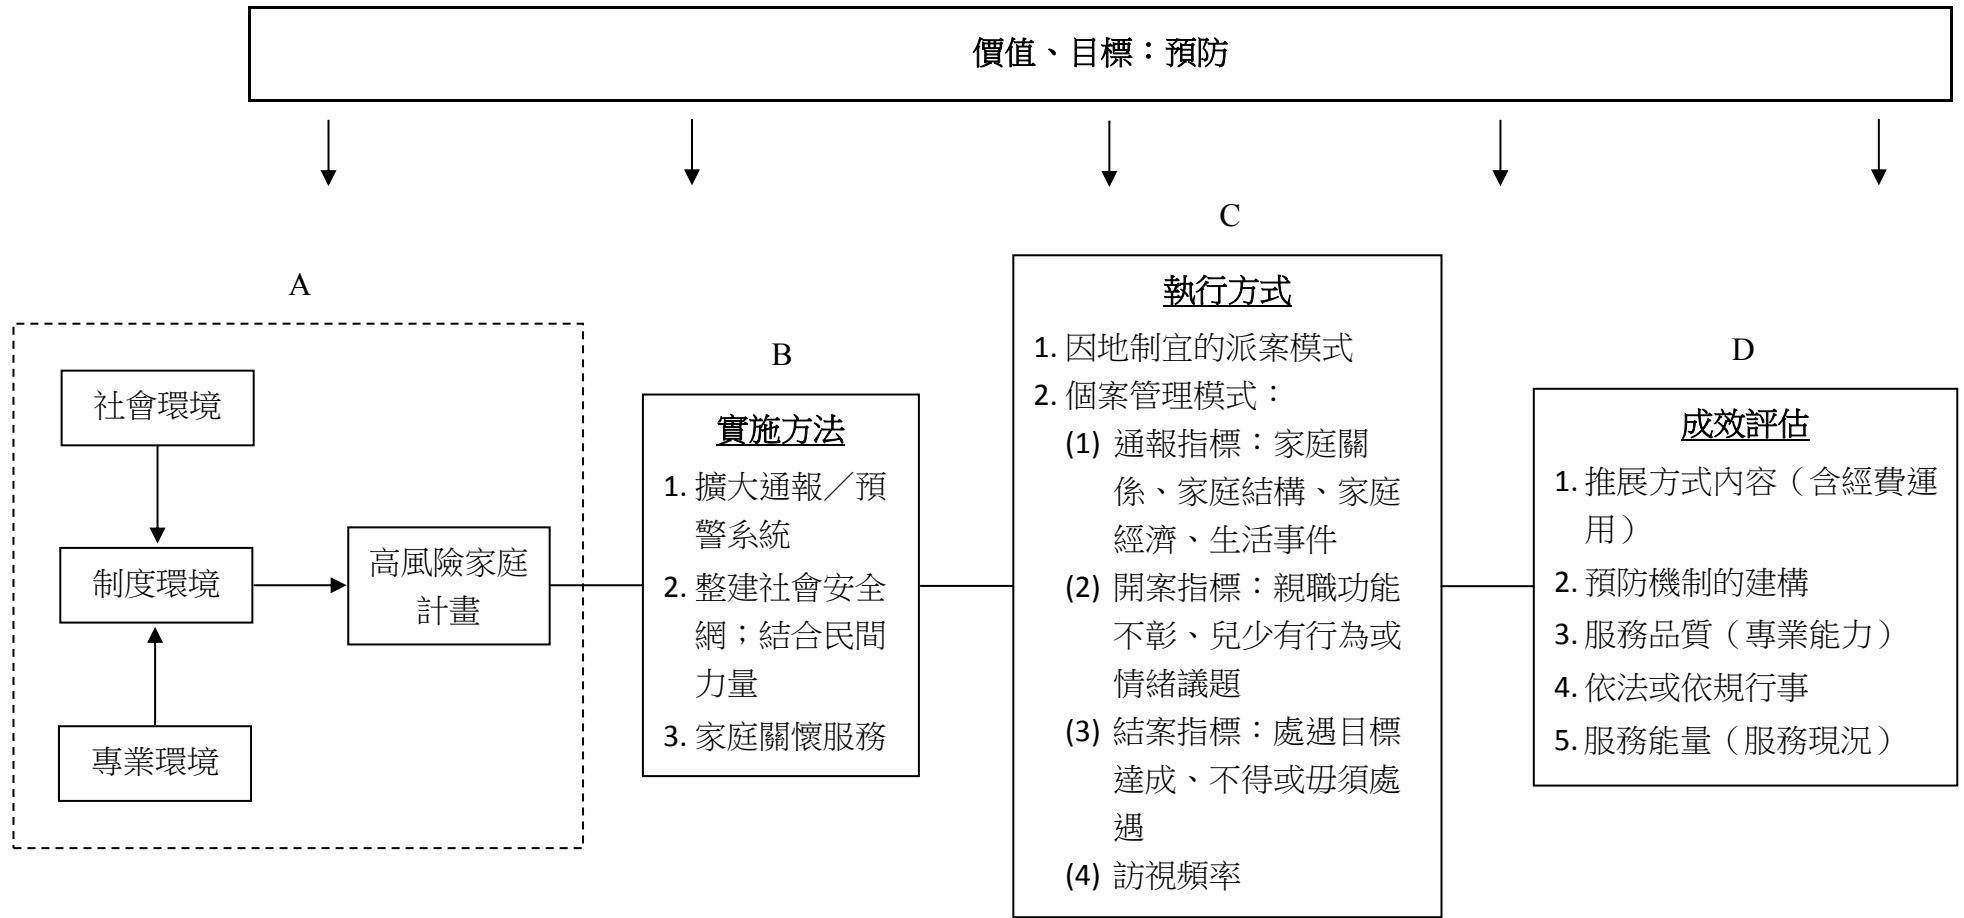 價值、目標：預防
A
社會環境
制度環境
專業環境
高風險家庭
計畫
B
實施方法
1. 擴大通報／預
警系統
2. 整建社會安全
網；結合民間
力量
3. 家庭關懷服務
C
執行方式
1. 因地制宜的派案模式
2. 個案管理模式：
(1) 通報指標：家庭關
係、家庭結構、家庭
經濟、生活事件
(2) 開案指標：親職功能
不彰、兒少有行為或
情緒議題
(3) 結案指標：處遇目標
達成、不得或毋須處
遇
(4) 訪視頻率
D
成效評估
1. 推展方式內容（含經費運
用）
2. 預防機制的建構
3. 服務品質（專業能力）
4. 依法或依規行事
5. 服務能量（服務現況）